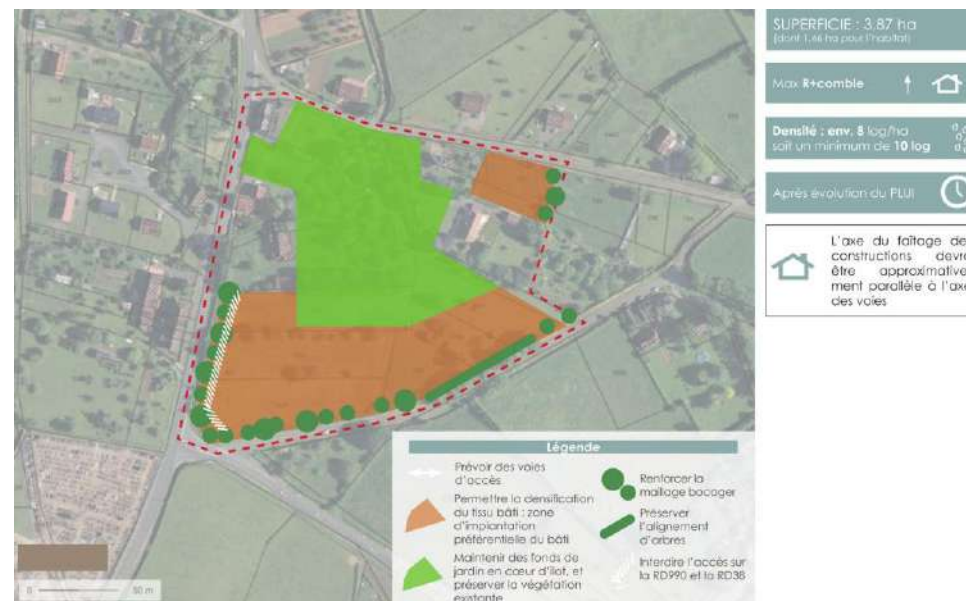 SUPERFICIE : 3,87 ha
(dont 1,66 ha pour l'habitat)
Max R+comble
Densité : env. 8 log/ha
soit un minimum de 10 log
Après évolution du PLUi
L'axe du faîtage de
constructions devr
être approximative
ment parallèle à l'axe
des voies
Légende
Prévoir des voies
d'accès
Permettre la densification
du tissu bâti : zone
d'implantation
préférentielle du bâti
Maintenir des fonds de
jardin en cœur d'îlot, et
préserver la végétation
existante
Renforcer la
maillage bocager
Préserver
l'alignement
d'arbres
Interdire l'accès sur
la RD990 et la RD38
0 50 m